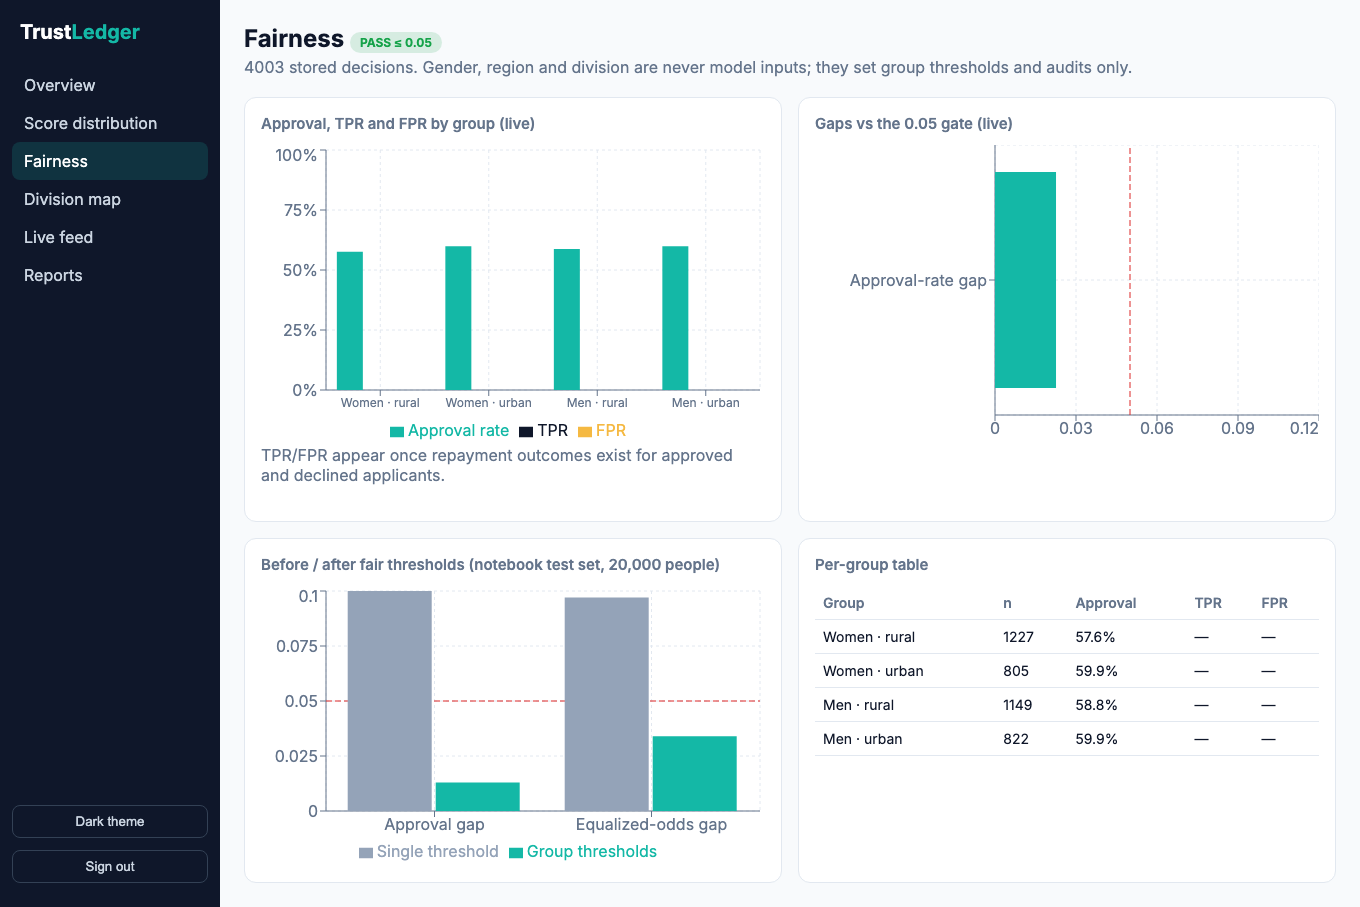 TrustLedger
Overview
Score distribution
Fairness
Division map
Live feed
Reports
Dark theme
Sign out
Fairness PASS ≤ 0.05
4003 stored decisions. Gender, region and division are never model inputs; they set group thresholds and audits only.
Approval, TPR and FPR by group (live)
100%
75%
50%
25%
0%
Women · rural Women · urban Men · rural Men · urban
Approval rate TPR FPR
TPR/FPR appear once repayment outcomes exist for approved
and declined applicants.
Gaps vs the 0.05 gate (live)
Approval-rate gap
0 0.03 0.06 0.09 0.12
Before / after fair thresholds (notebook test set, 20,000 people)
0.1
0.075
0.05
0.025
0
Approval gap Equalized-odds gap
Single threshold Group thresholds
Per-group table
Group n Approval TPR FPR
Women · rural 1227 57.6% — —
Women · urban 805 59.9% — —
Men · rural 1149 58.8% — —
Men · urban 822 59.9% — —